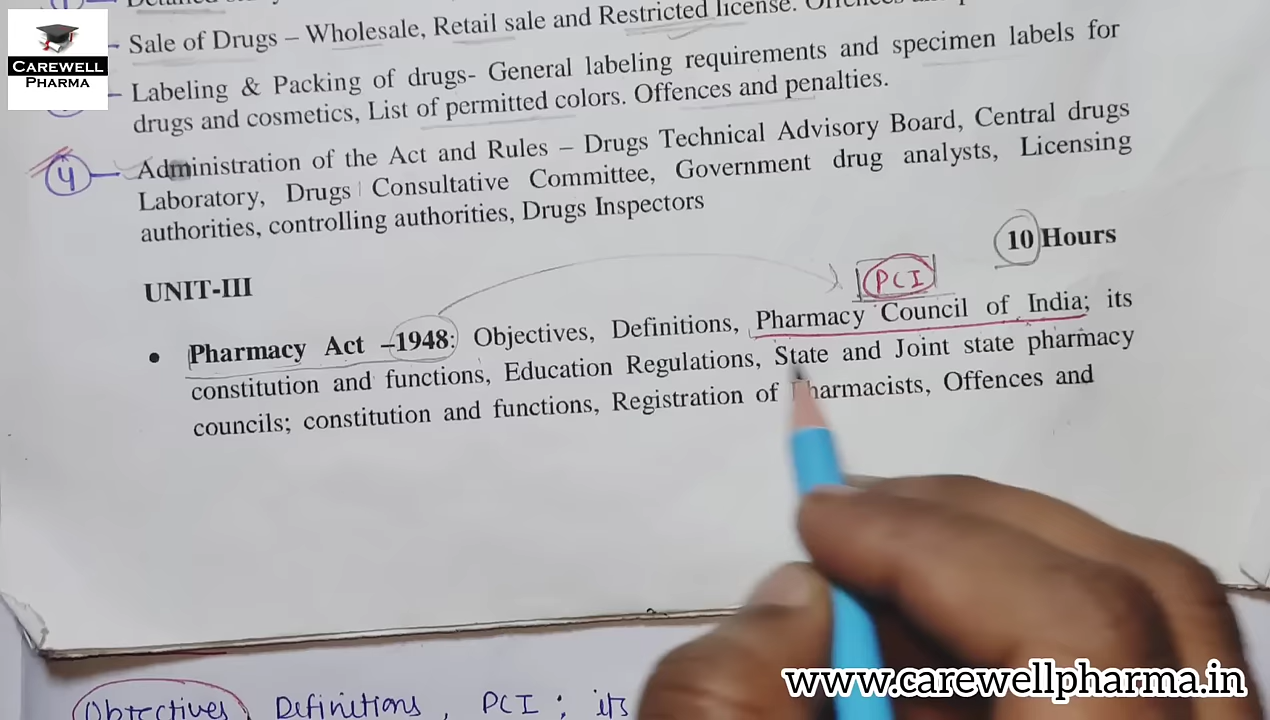 CAREWELL
PHARMA
Sale of Drugs – Wholesale, Retail sale and Restricted license.
Labeling & Packing of drugs- General labeling requirements and specimen labels for
drugs and cosmetics, List of permitted colors. Offences and penalties.
4 – Administration of the Act and Rules – Drugs Technical Advisory Board, Central drugs
Laboratory, Drugs Consultative Committee, Government drug analysts, Licensing
authorities, controlling authorities, Drugs Inspectors
10 Hours
UNIT-III
PCI
• Pharmacy Act –1948: Objectives, Definitions, Pharmacy Council of India; its
constitution and functions, Education Regulations, State and Joint state pharmacy
councils; constitution and functions, Registration of Pharmacists, Offences and
Objectives, Definitions, PCI; its
www.carewellpharma.in